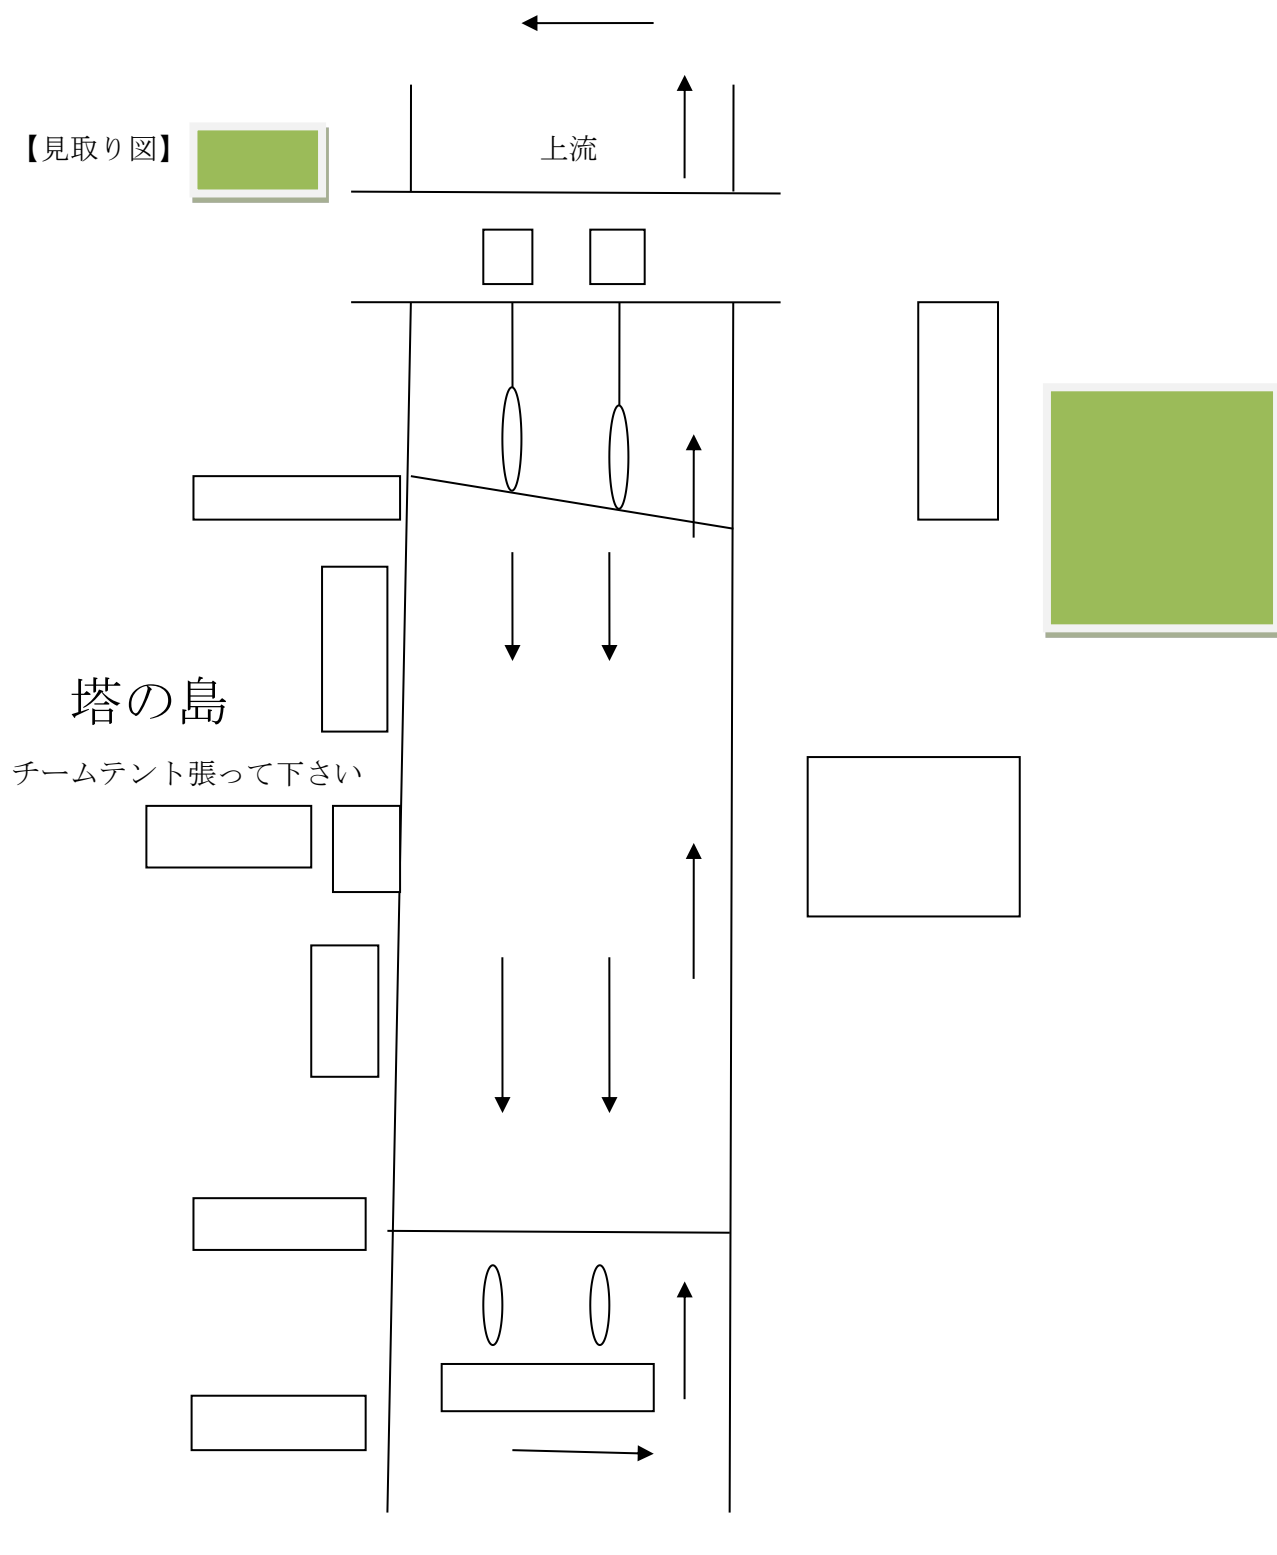 【見取り図】
上流
塔の島
チームテント張って下さい